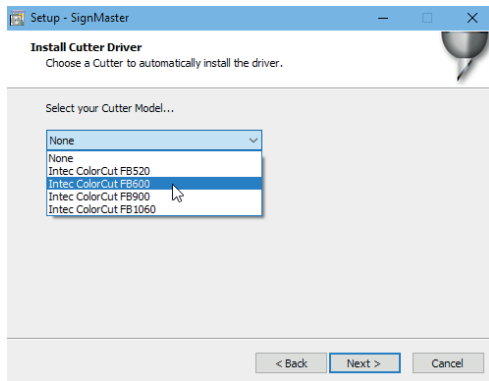 Setup - SignMaster
Install Cutter Driver
Choose a Cutter to automatically install the driver.
Select your Cutter Model...
None
None
Intec ColorCut FB520
Intec ColorCut FB600
Intec ColorCut FB900
Intec ColorCut FB1060
< Back
Next >
Cancel